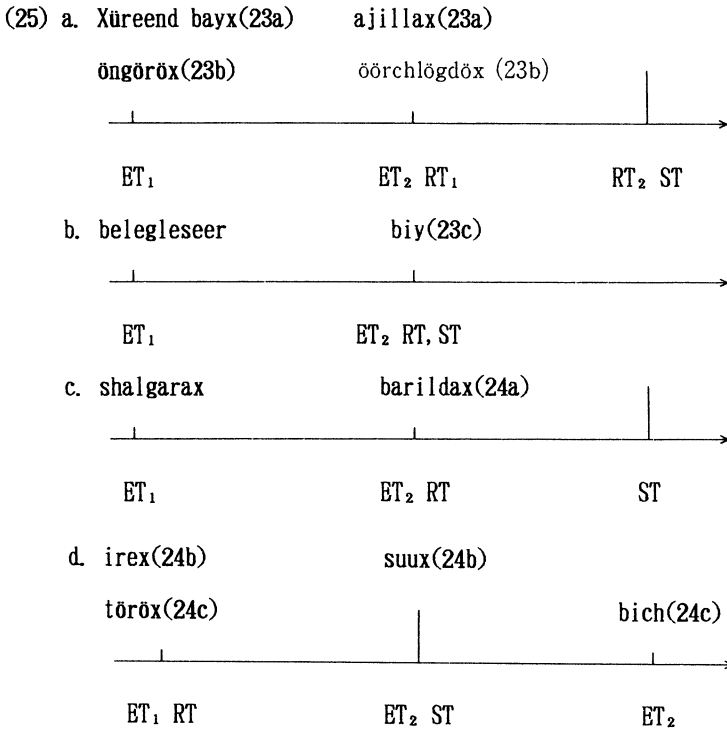 (25) a. Xüreend bayx(23a) ajillax(23a)
öngöröx(23b) öörchlögdöx (23b)
ET₁ ET₂ RT₁ RT₂ ST
b. belegleseer biy(23c)
ET₁ ET₂ RT, ST
c. shalgarax barildax(24a)
ET₁ ET₂ RT ST
d. irex(24b) suux(24b)
töröx(24c) bich(24c)
ET₁ RT ET₂ ST ET₂